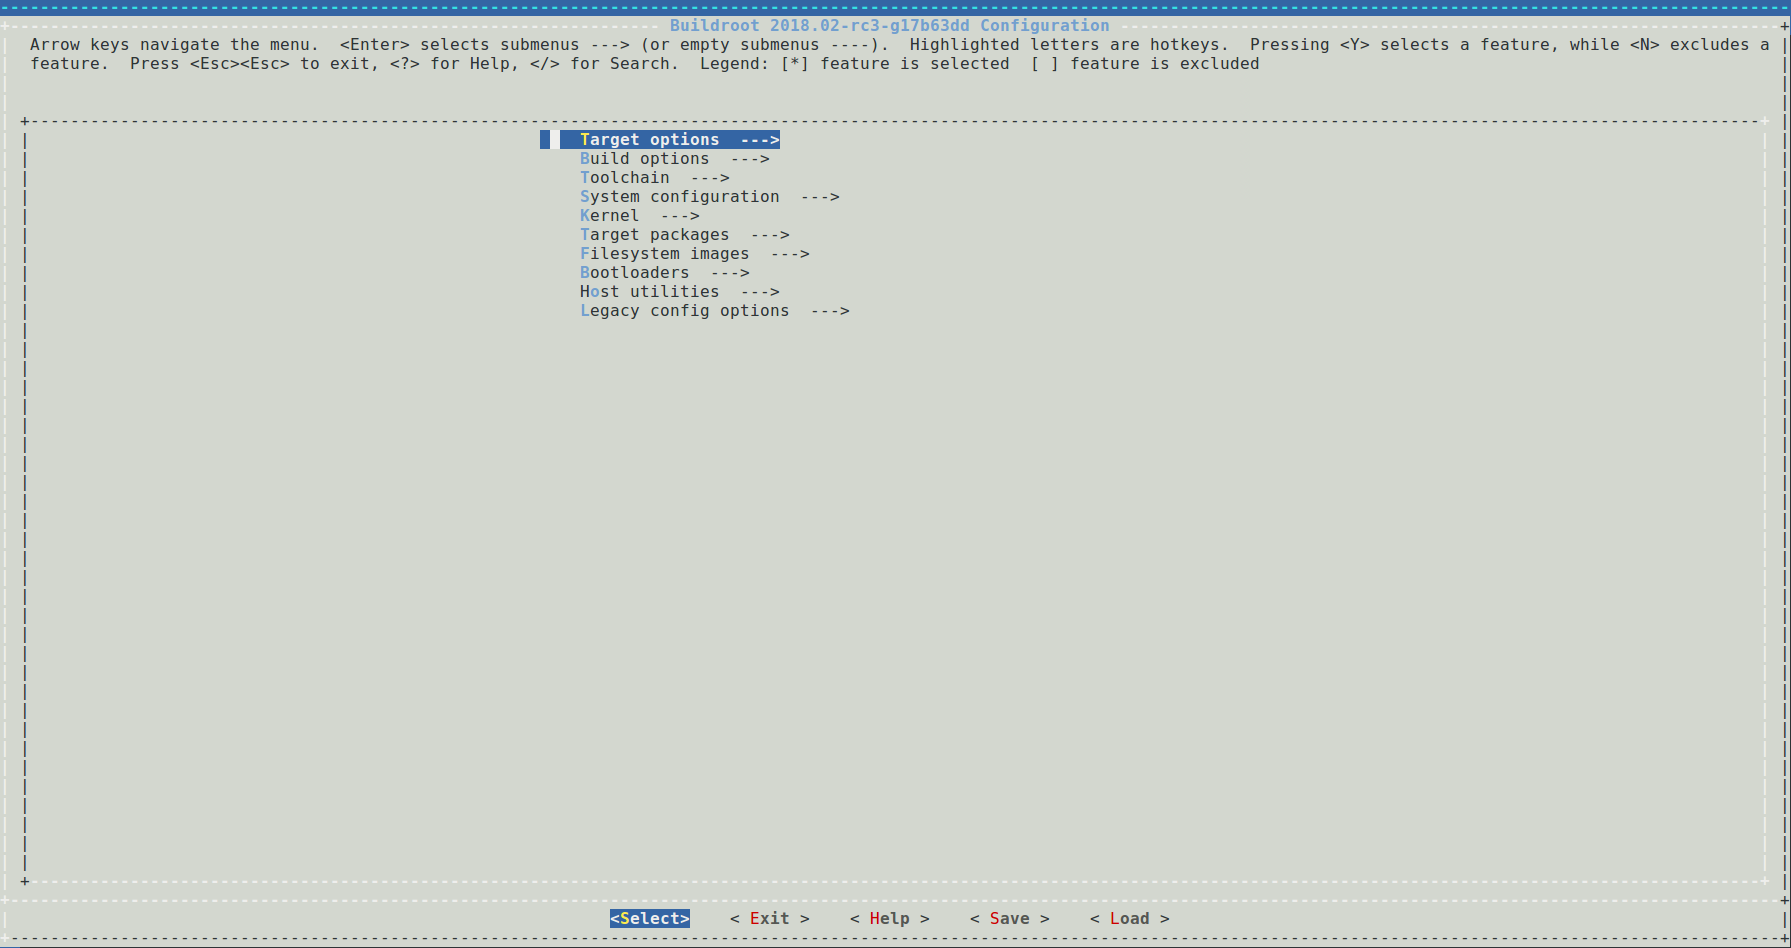 Buildroot 2018.02-rc3-g17b63dd Configuration
Arrow keys navigate the menu.  <Enter> selects submenus ---> (or empty submenus ----).  Highlighted letters are hotkeys.  Pressing <Y> selects a feature, while <N> excludes a
feature.  Press <Esc><Esc> to exit, <?> for Help, </> for Search.  Legend: [*] feature is selected  [ ] feature is excluded
Target options  --->
Build options  --->
Toolchain  --->
System configuration  --->
Kernel  --->
Target packages  --->
Filesystem images  --->
Bootloaders  --->
Host utilities  --->
Legacy config options  --->
<Select>    < Exit >    < Help >    < Save >    < Load >